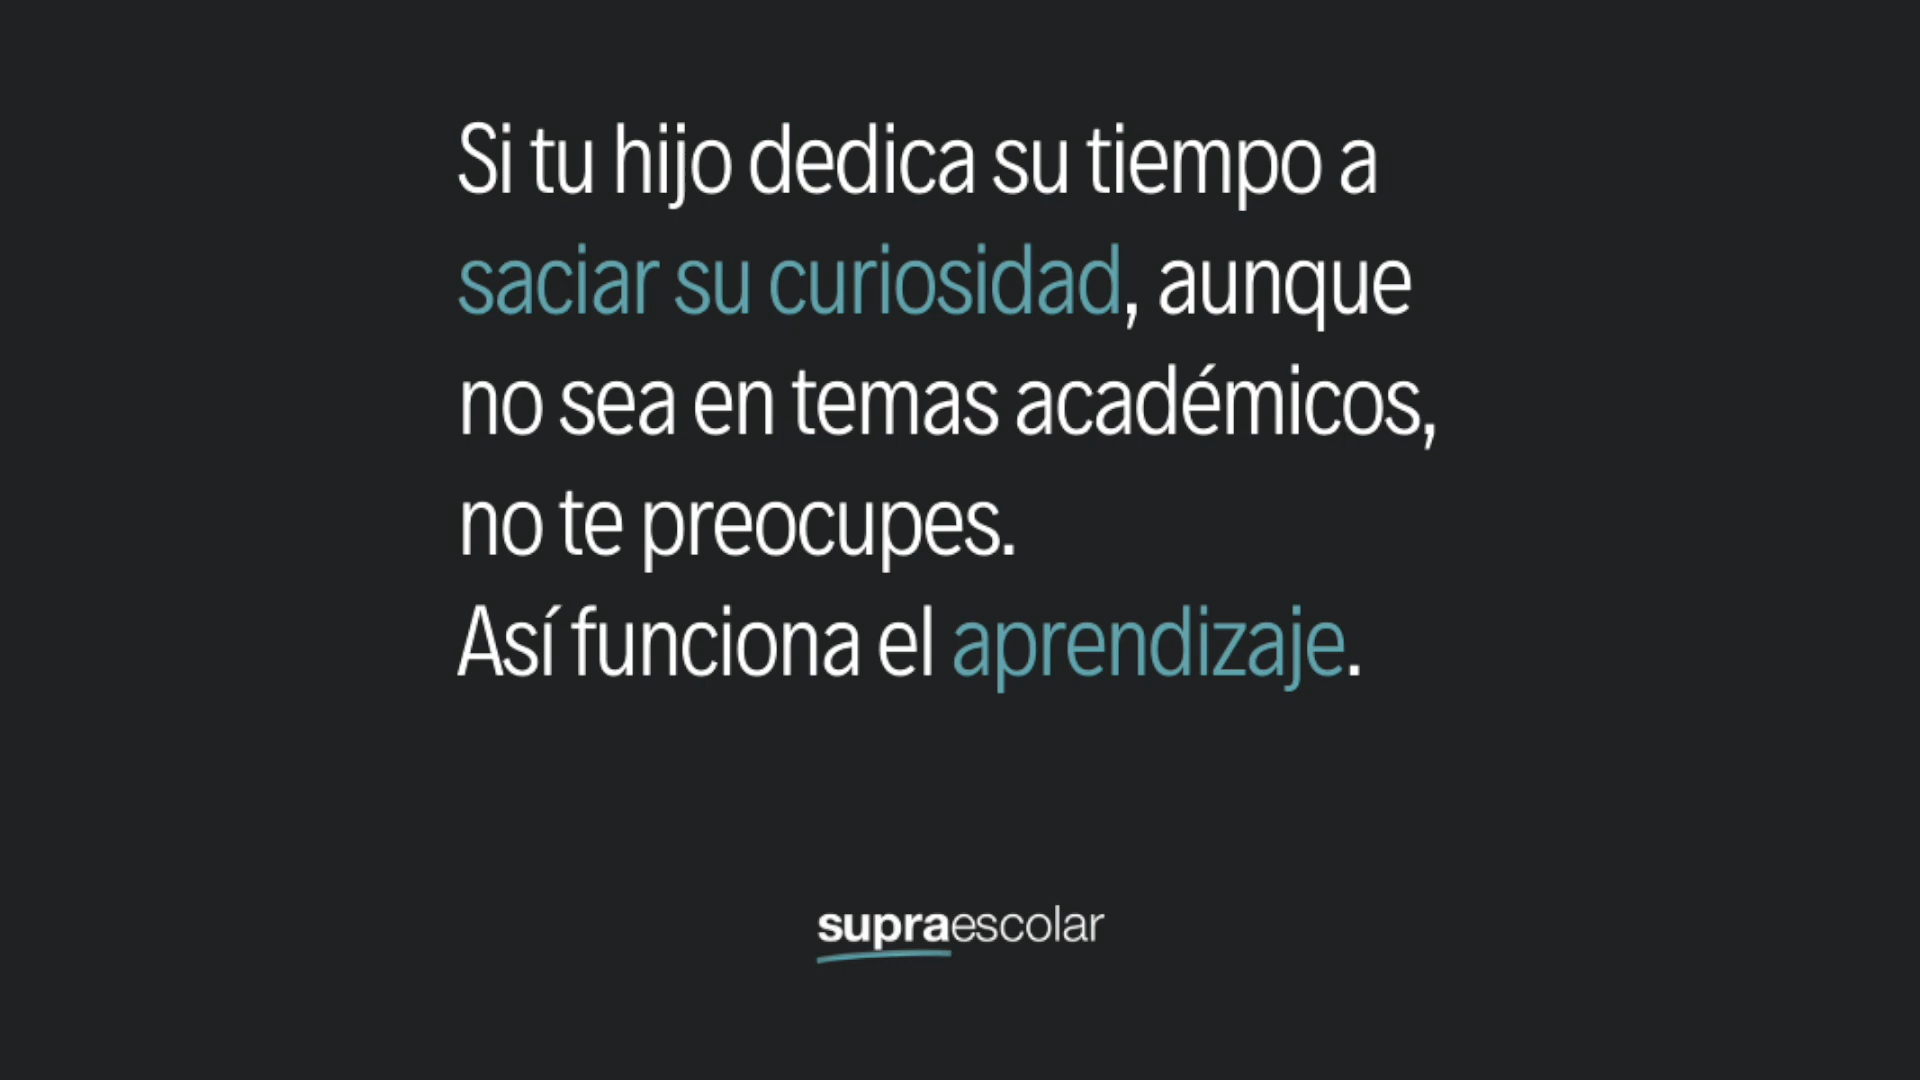 Si tu hijo dedica su tiempo a
saciar su curiosidad, aunque
no sea en temas académicos,
no te preocupes.
Así funciona el aprendizaje.
supraescolar